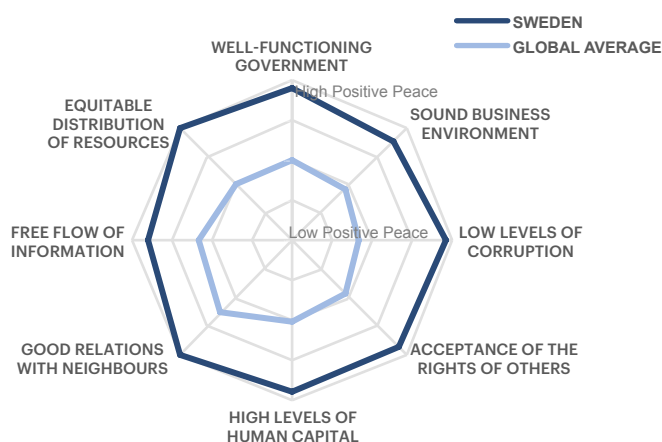 SWEDEN
GLOBAL AVERAGE
WELL-FUNCTIONING
GOVERNMENT
High Positive Peace
SOUND BUSINESS
ENVIRONMENT
EQUITABLE
DISTRIBUTION
OF RESOURCES
FREE FLOW OF
INFORMATION
Low Positive Peace
LOW LEVELS OF
CORRUPTION
GOOD RELATIONS
WITH NEIGHBOURS
ACCEPTANCE OF THE
RIGHTS OF OTHERS
HIGH LEVELS OF
HUMAN CAPITAL